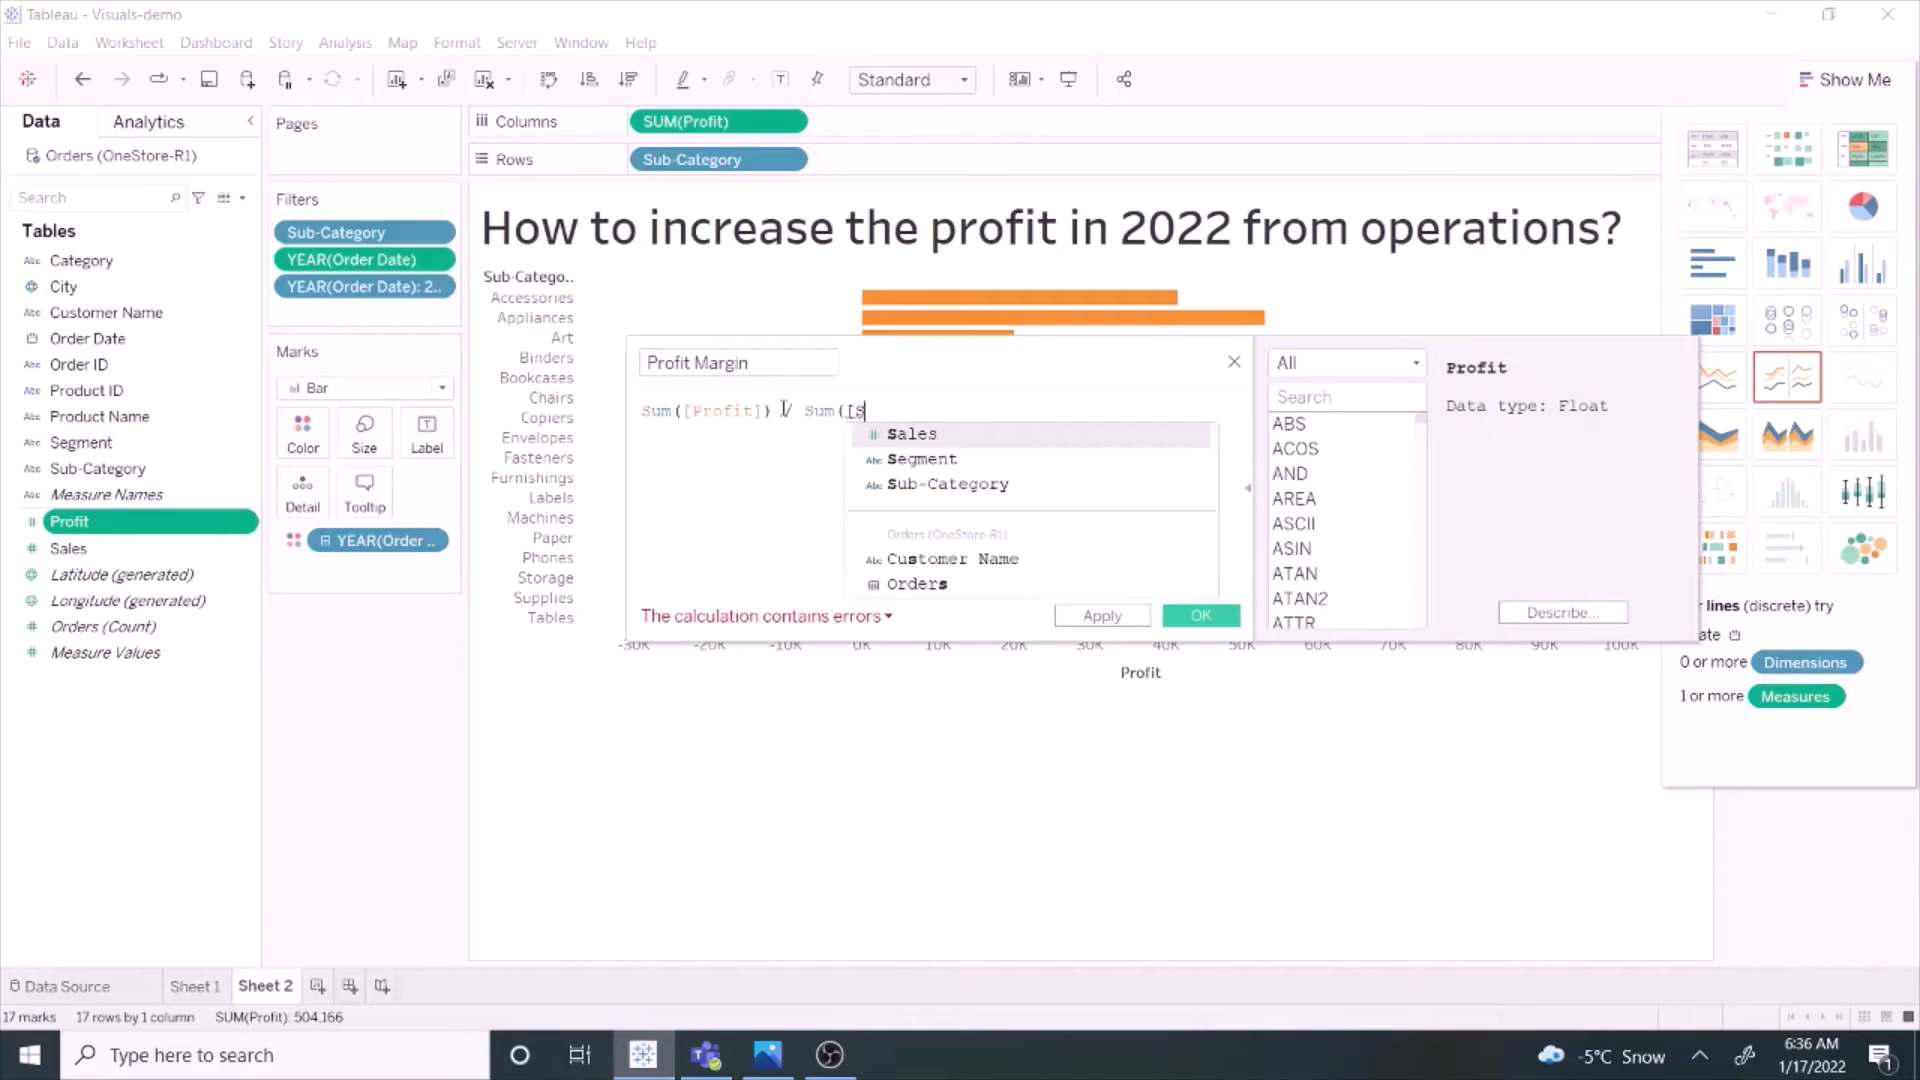 Tableau - Visuals-demo
File Data Worksheet Dashboard Story Analysis Map Format Server Window Help
Standard
Show Me
Data
Analytics
Orders (OneStore-R1)
Search
Tables
Category
City
Customer Name
Order Date
Order ID
Product ID
Product Name
Segment
Sub-Category
Measure Names
Profit
Sales
Latitude (generated)
Longitude (generated)
Orders (Count)
Measure Values
Pages
Filters
Sub-Category
YEAR(Order Date)
YEAR(Order Date): 2..
Marks
Bar
Color
Size
Label
Detail
Tooltip
YEAR(Order ..
Columns
SUM(Profit)
Rows
Sub-Category
How to increase the profit in 2022 from operations?
Sub-Catego..
Accessories
Appliances
Art
Binders
Bookcases
Chairs
Copiers
Envelopes
Fasteners
Furnishings
Labels
Machines
Paper
Phones
Storage
Supplies
Tables
Profit Margin
Sum([Profit]) / Sum([S
Sales
Abc Segment
Abc Sub-Category
Orders (OneStore-R1)
Abc Customer Name
Orders
The calculation contains errors
Apply
OK
All
Search
ABS
ACOS
AND
AREA
ASCII
ASIN
ATAN
ATAN2
ATTR
Profit
Data type: Float
Describe...
-30K -20K -10K 0K 10K 20K 30K 40K 50K 60K 70K 80K 90K 100K
Profit
lines (discrete) try
0 or more Dimensions
1 or more Measures
Data Source
Sheet 1
Sheet 2
17 marks
17 rows by 1 column
SUM(Profit): 504,166
Type here to search
-5°C Snow
6:36 AM
1/17/2022
1